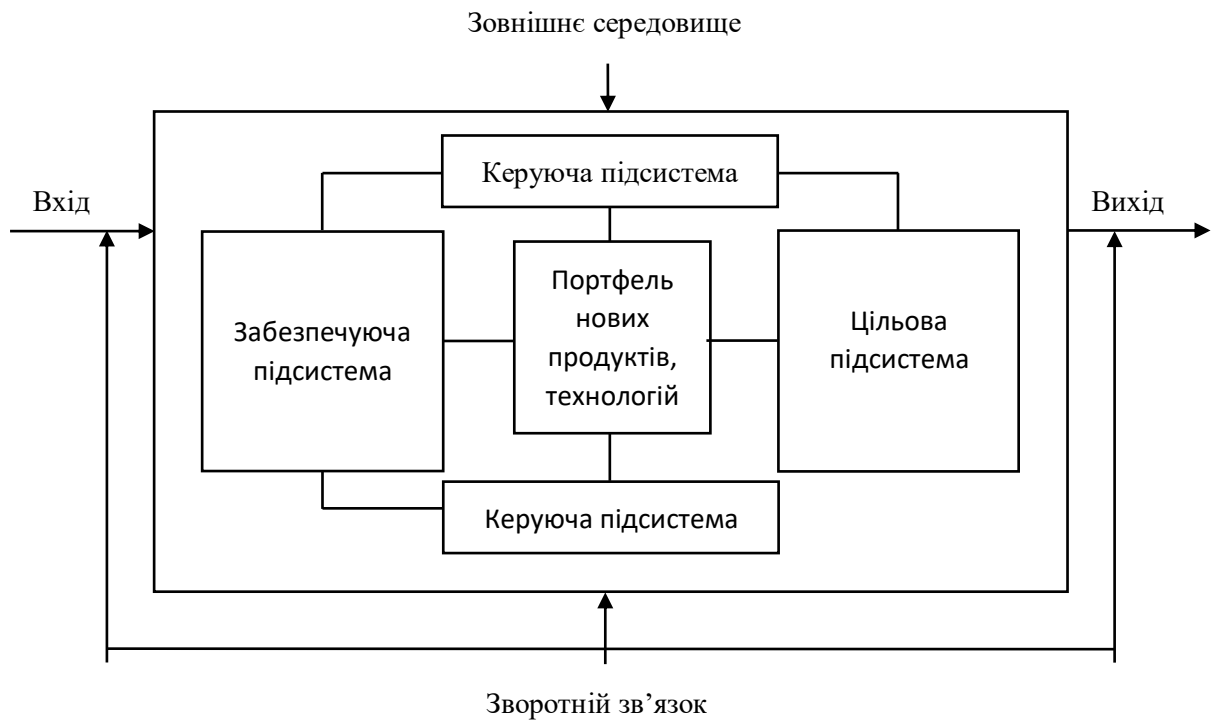 Зовнішнє середовище
Керуюча підсистема
Вхід
Вихід
Забезпечуюча
підсистема
Портфель
нових
продуктів,
технологій
Цільова
підсистема
Керуюча підсистема
Зворотній зв’язок